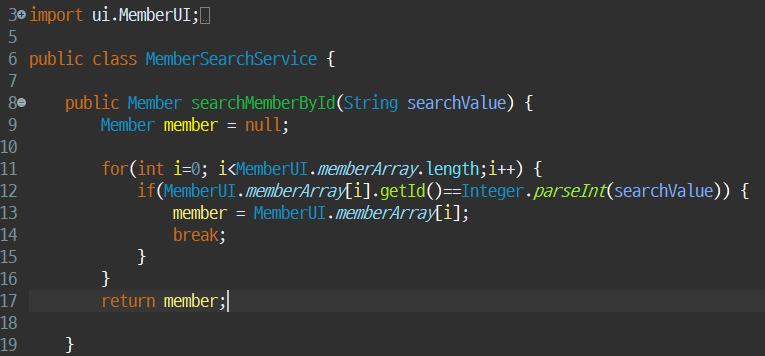 3 import ui.MemberUI;
5
6 public class MemberSearchService {
7
8     public Member searchMemberById(String searchValue) {
9         Member member = null;
10
11         for(int i=0; i<MemberUI.memberArray.length;i++) {
12             if(MemberUI.memberArray[i].getId()==Integer.parseInt(searchValue)) {
13                 member = MemberUI.memberArray[i];
14                 break;
15             }
16         }
17         return member;
18
19     }